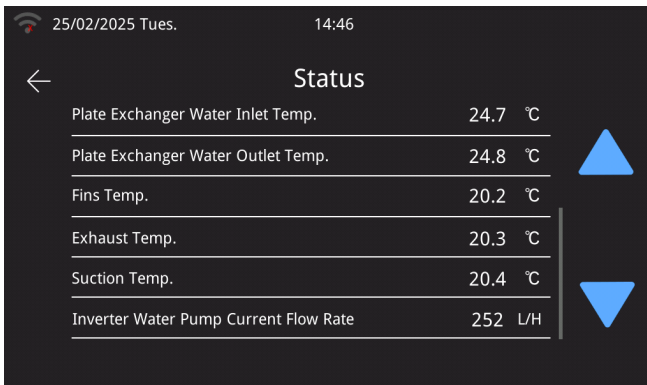 25/02/2025 Tues. 14:46
Status
Plate Exchanger Water Inlet Temp. 24.7 ℃
Plate Exchanger Water Outlet Temp. 24.8 ℃
Fins Temp. 20.2 ℃
Exhaust Temp. 20.3 ℃
Suction Temp. 20.4 ℃
Inverter Water Pump Current Flow Rate 252 L/H